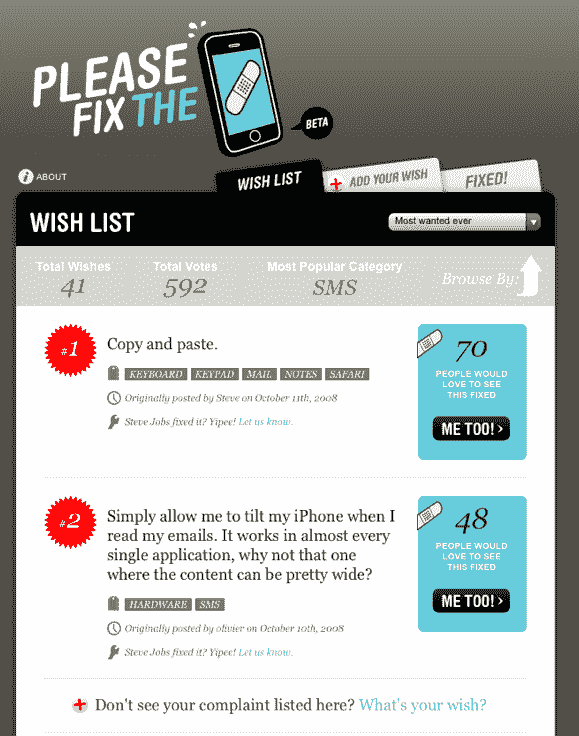 PLEASE
FIX THE
BETA
ABOUT
WISH LIST
ADD YOUR WISH
FIXED!
WISH LIST
Most wanted ever
Total Wishes
41
Total Votes
592
Most Popular Category
SMS
Browse By:
#1
Copy and paste.
KEYBOARD KEYPAD MAIL NOTES SAFARI
Originally posted by Steve on October 11th, 2008
Steve Jobs fixed it? Yipee! Let us know.
70
PEOPLE WOULD
LOVE TO SEE
THIS FIXED
ME TOO! ›
#2
Simply allow me to tilt my iPhone when I
read my emails. It works in almost every
single application, why not that one
where the content can be pretty wide?
HARDWARE SMS
Originally posted by olivier on October 10th, 2008
Steve Jobs fixed it? Yipee! Let us know.
48
PEOPLE WOULD
LOVE TO SEE
THIS FIXED
ME TOO! ›
Don't see your complaint listed here? What's your wish?